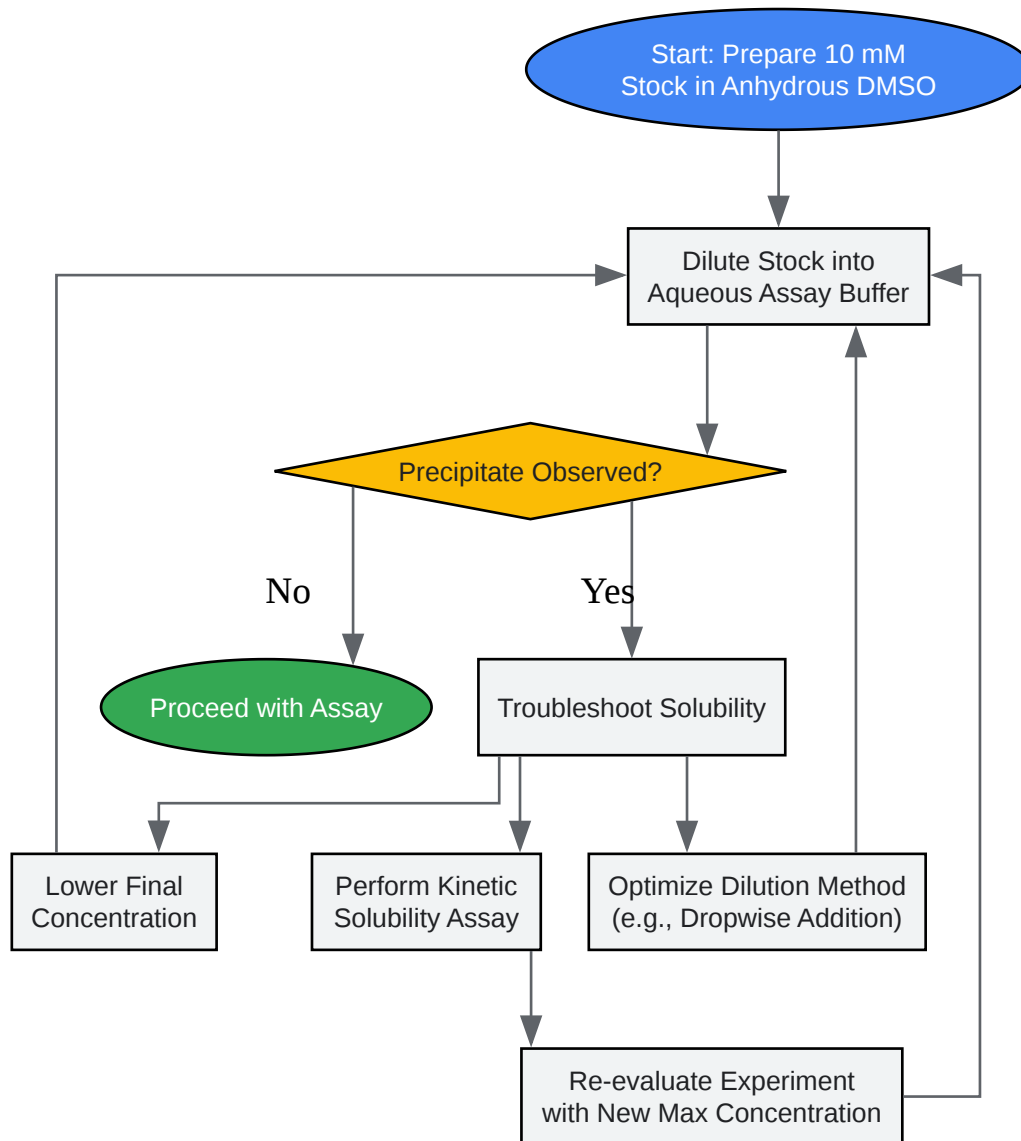 Start: Prepare 10 mM
Stock in Anhydrous DMSO
Dilute Stock into
Aqueous Assay Buffer
Precipitate Observed?
No
Yes
Proceed with Assay
Troubleshoot Solubility
Lower Final
Concentration
Perform Kinetic
Solubility Assay
Optimize Dilution Method
(e.g., Dropwise Addition)
Re-evaluate Experiment
with New Max Concentration